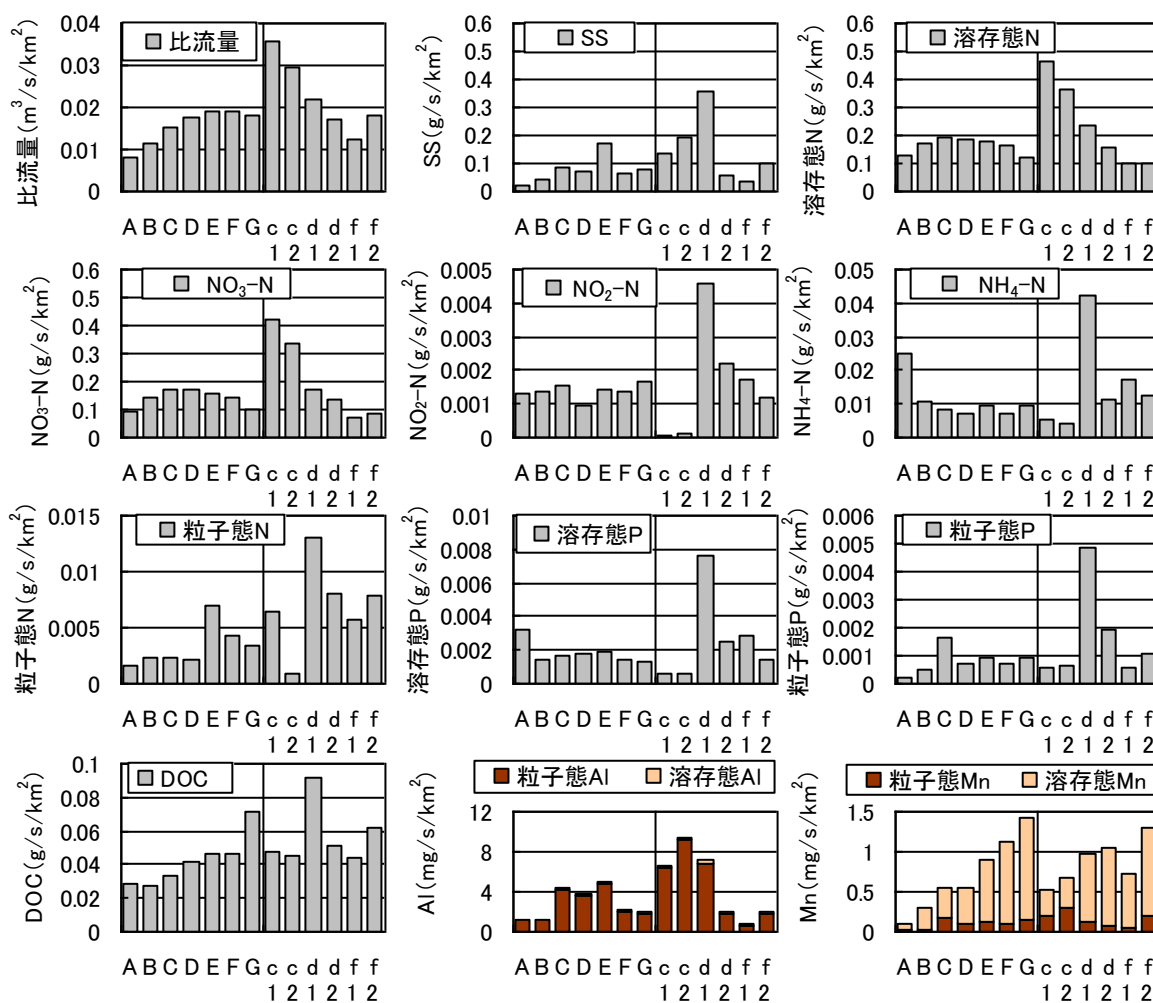 比流量
比流量(m³/s/km²)
0.04
0.03
0.02
0.01
0
A B C D E F G c d d f f
1 2 1 2 1 2
SS
SS(g/s/km²)
0.6
0.5
0.4
0.3
0.2
0.1
0
A B C D E F G c c d d f f
1 2 1 2 1 2
溶存態N
溶存態N(g/s/km²)
0.6
0.5
0.4
0.3
0.2
0.1
0
A B C D E F G c c d d f f
1 2 1 2 1 2
NO₃-N
NO₃-N(g/s/km²)
0.6
0.5
0.4
0.3
0.2
0.1
0
A B C D E F G c c d d f f
1 2 1 2 1 2
NO₂-N
NO₂-N(g/s/km²)
0.005
0.004
0.003
0.002
0.001
0
A B C D E F G c c d d f f
1 2 1 2 1 2
NH₄-N
NH₄-N(g/s/km²)
0.05
0.04
0.03
0.02
0.01
0
A B C D E F G c c d d f f
1 2 1 2 1 2
粒子態N
粒子態N(g/s/km²)
0.015
0.01
0.005
0
A B C D E F G c c d d f f
1 2 1 2 1 2
溶存態P
溶存態P(g/s/km²)
0.01
0.008
0.006
0.004
0.002
0
A B C D E F G c c d d f f
1 2 1 2 1 2
粒子態P
粒子態P(g/s/km²)
0.006
0.005
0.004
0.003
0.002
0.001
0
A B C D E F G c c d d f f
1 2 1 2 1 2
DOC
DOC(g/s/km²)
0.1
0.08
0.06
0.04
0.02
0
A B C D E F G c c d d f f
1 2 1 2 1 2
粒子態Al 溶存態Al
Al(mg/s/km²)
12
8
4
0
A B C D E F G c c d d f f
1 2 1 2 1 2
粒子態Mn 溶存態Mn
Mn(mg/s/km²)
1.5
1
0.5
0
A B C D E F G c c d d f f
1 2 1 2 1 2